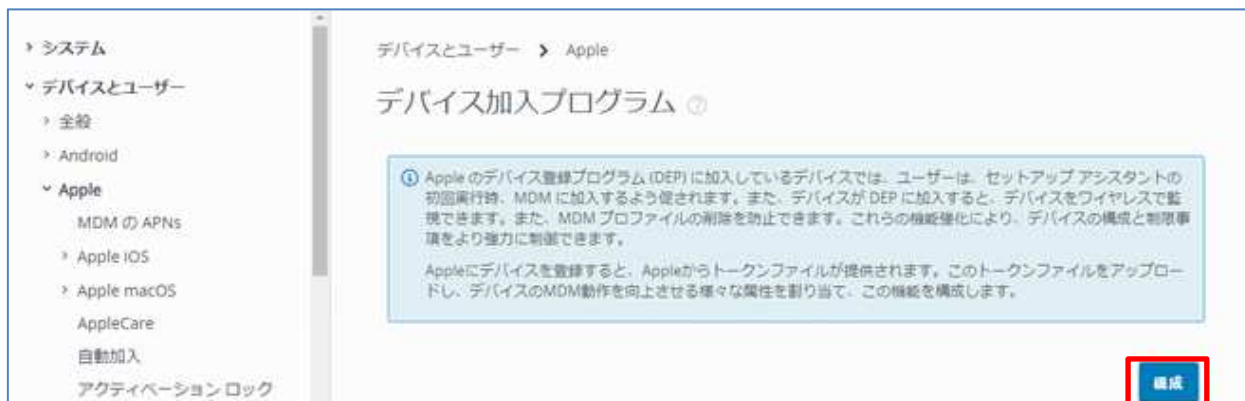 システム
デバイスとユーザー
全般
Android
Apple
MDM の APNs
Apple iOS
Apple macOS
AppleCare
自動加入
アクティベーション ロック
デバイスとユーザー > Apple
デバイス加入プログラム
Apple のデバイス登録プログラム (DEP) に加入しているデバイスでは、ユーザーは、セットアップ アシスタントの
初回実行時、MDM に加入するよう促されます。また、デバイスが DEP に加入すると、デバイスをワイヤレスで監
視できます。また、MDM プロファイルの削除を防止できます。これらの機能強化により、デバイスの構成と制限事
項をより強力に制御できます。
Appleにデバイスを登録すると、Appleからトークンファイルが提供されます。このトークンファイルをアップロー
ドし、デバイスのMDM動作を向上させる様々な属性を割り当て、この機能を構成します。
構成